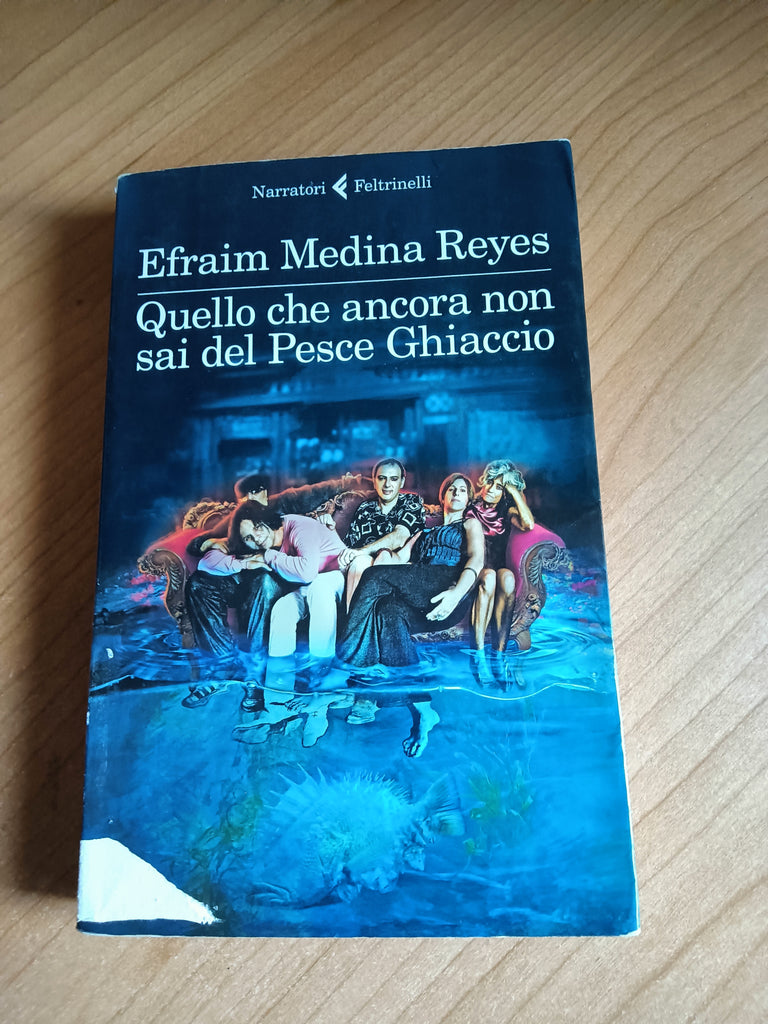 Narratori Feltrinelli
Efraim Medina Reyes
Quello che ancora non
sai del Pesce Ghiaccio